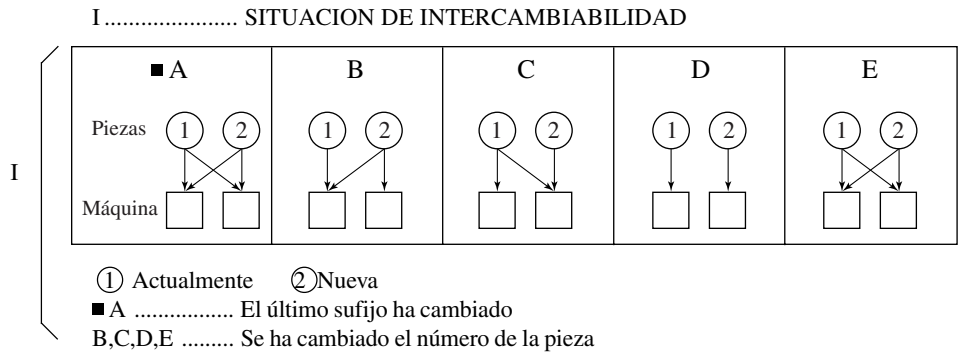 I ..................... SITUACION DE INTERCAMBIABILIDAD
■ A B C D E
Piezas 1 2 1 2 1 2 1 2 1 2
I
Máquina
1 Actualmente 2 Nueva
■ A ................. El último sufijo ha cambiado
B,C,D,E ......... Se ha cambiado el número de la pieza